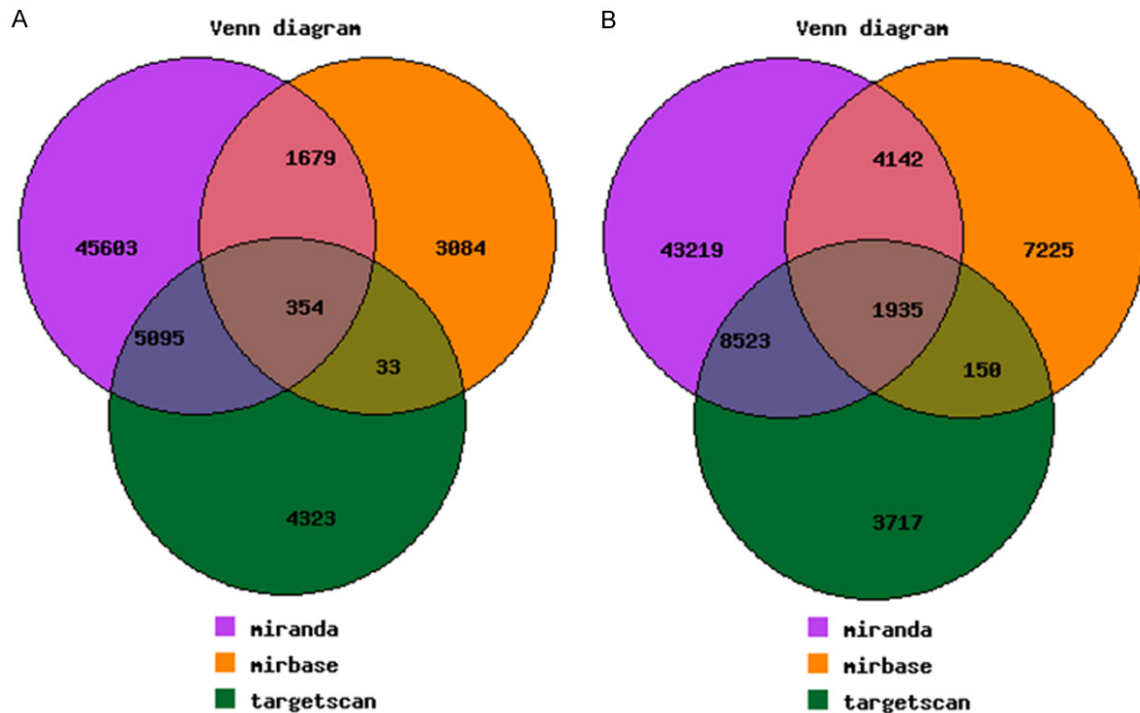 A
Venn diagram
1679
45603
3084
354
5095
33
4323
miranda
mirbase
targetscan
B
Venn diagram
4142
43219
7225
1935
8523
150
3717
miranda
mirbase
targetscan